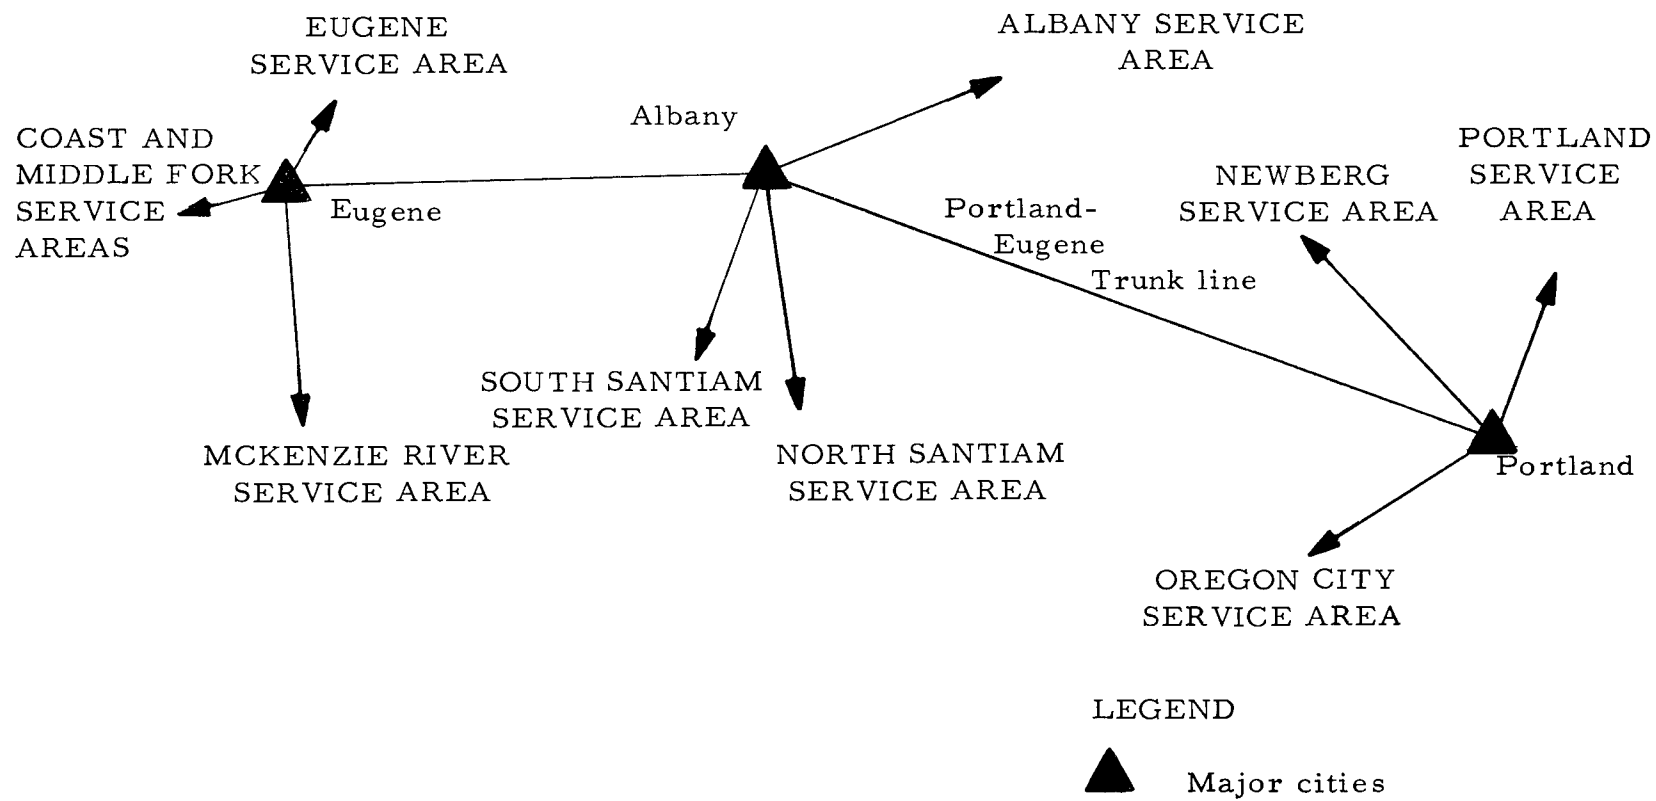 EUGENE
SERVICE AREA
ALBANY SERVICE
AREA
COAST AND
MIDDLE FORK
SERVICE
AREAS
Albany
PORTLAND
SERVICE
AREA
NEWBERG
SERVICE AREA
Eugene
Portland-
Eugene
Trunk line
SOUTH SANTIAM
SERVICE AREA
MCKENZIE RIVER
SERVICE AREA
NORTH SANTIAM
SERVICE AREA
Portland
OREGON CITY
SERVICE AREA
LEGEND
Major cities